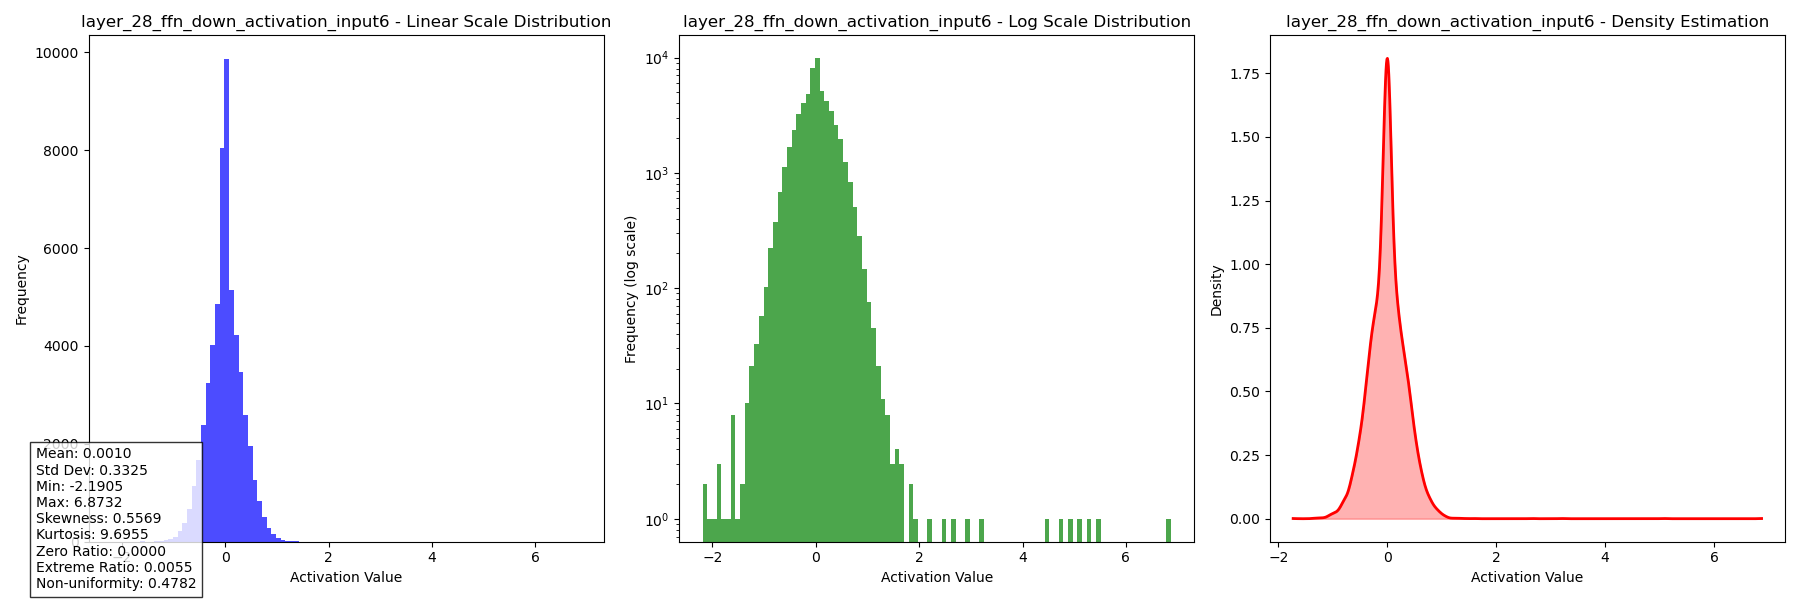 layer_28_ffn_down_activation_input6 - Linear Scale Distribution
layer_28_ffn_down_activation_input6 - Log Scale Distribution
layer_28_ffn_down_activation_input6 - Density Estimation
10000
8000
6000
4000
2000
0
Frequency
Mean: 0.0010
Std Dev: 0.3325
Min: -2.1905
Max: 6.8732
Skewness: 0.5569
Kurtosis: 9.6955
Zero Ratio: 0.0000
Extreme Ratio: 0.0055
Non-uniformity: 0.4782
0 2 4 6
Activation Value
10^4
10^3
10^2
10^1
10^0
Frequency (log scale)
−2 0 2 4 6
Activation Value
1.75
1.50
1.25
1.00
0.75
0.50
0.25
0.00
Density
−2 0 2 4 6
Activation Value